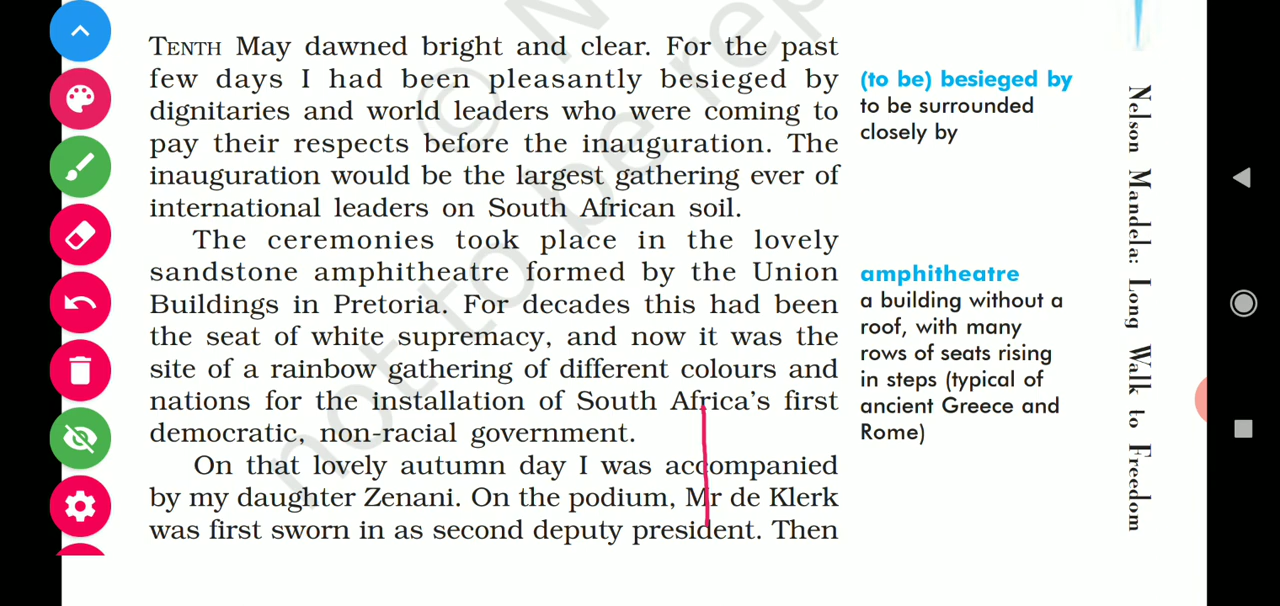 TENTH May dawned bright and clear. For the past
few days I had been pleasantly besieged by
dignitaries and world leaders who were coming to
pay their respects before the inauguration. The
inauguration would be the largest gathering ever of
international leaders on South African soil.
The ceremonies took place in the lovely
sandstone amphitheatre formed by the Union
Buildings in Pretoria. For decades this had been
the seat of white supremacy, and now it was the
site of a rainbow gathering of different colours and
nations for the installation of South Africa's first
democratic, non-racial government.
On that lovely autumn day I was accompanied
by my daughter Zenani. On the podium, Mr de Klerk
was first sworn in as second deputy president. Then
(to be) besieged by
to be surrounded
closely by
amphitheatre
a building without a
roof, with many
rows of seats rising
in steps (typical of
ancient Greece and
Rome)
Nelson Mandela: Long Walk to Freedom
© N
not to be rep